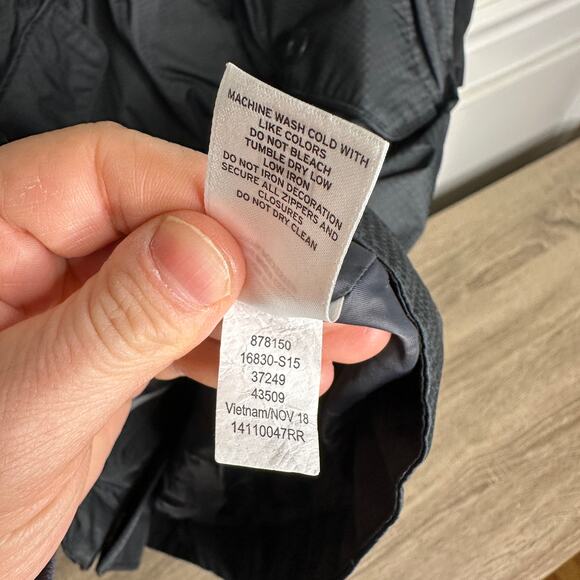 MACHINE WASH COLD WITH
LIKE COLORS
DO NOT BLEACH
TUMBLE DRY LOW
LOW IRON
DO NOT IRON DECORATION
SECURE ALL ZIPPERS AND
CLOSURES
DO NOT DRY CLEAN
878150
16830-S15
37249
43509
Vietnam/NOV 18
14110047RR